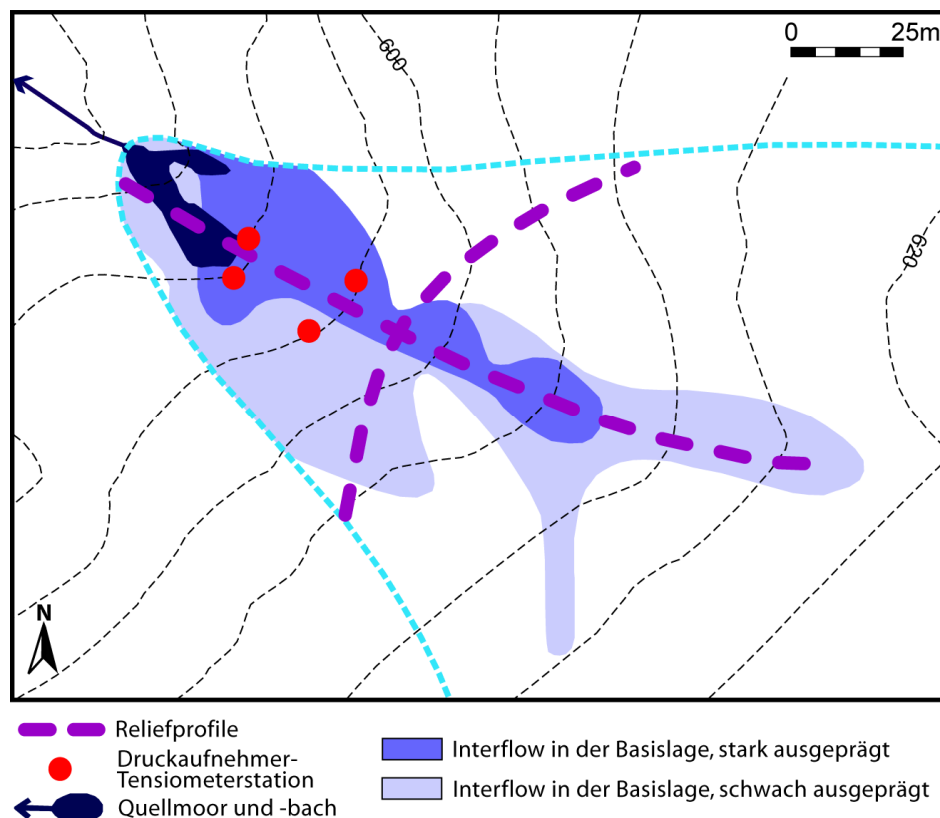 0 25m
600
620
N
Reliefprofile
Druckaufnehmer-
Tensiometerstation
Quellmoor und -bach
Interflow in der Basislage, stark ausgeprägt
Interflow in der Basislage, schwach ausgeprägt